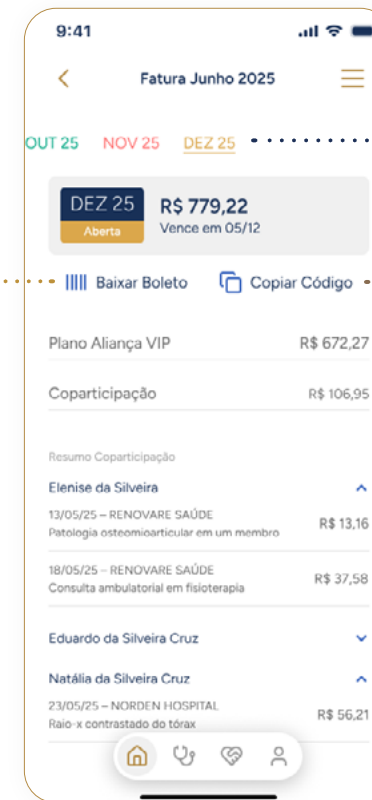 9:41
Fatura Junho 2025
OUT 25 NOV 25 DEZ 25
DEZ 25 R$ 779,22
Aberta Vence em 05/12
Baixar Boleto Copiar Código
Plano Aliança VIP R$ 672,27
Coparticipação R$ 106,95
Resumo Coparticipação
Elenise da Silveira
13/05/25 – RENOVARE SAÚDE
Patologia osteomioarticular em um membro R$ 13,16
18/05/25 – RENOVARE SAÚDE
Consulta ambulatorial em fisioterapia R$ 37,58
Eduardo da Silveira Cruz
Natália da Silveira Cruz
23/05/25 – NORDEN HOSPITAL
Raio-x contrastado do tórax R$ 56,21